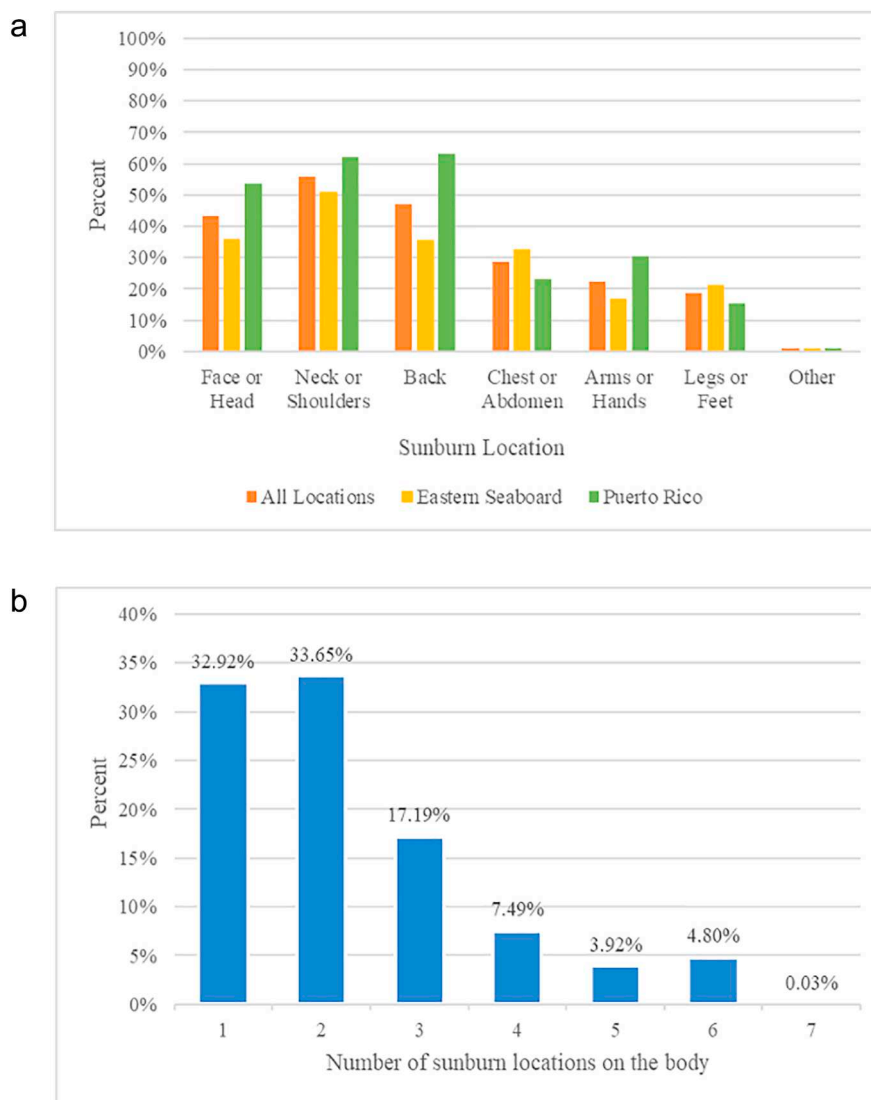 a
100%
90%
80%
70%
60%
50%
40%
30%
20%
10%
0%
Percent
Face or Head
Neck or Shoulders
Back
Chest or Abdomen
Arms or Hands
Legs or Feet
Other
Sunburn Location
All Locations
Eastern Seaboard
Puerto Rico
b
40%
35%
30%
25%
20%
15%
10%
5%
0%
Percent
32.92%
33.65%
17.19%
7.49%
3.92%
4.80%
0.03%
1 2 3 4 5 6 7
Number of sunburn locations on the body